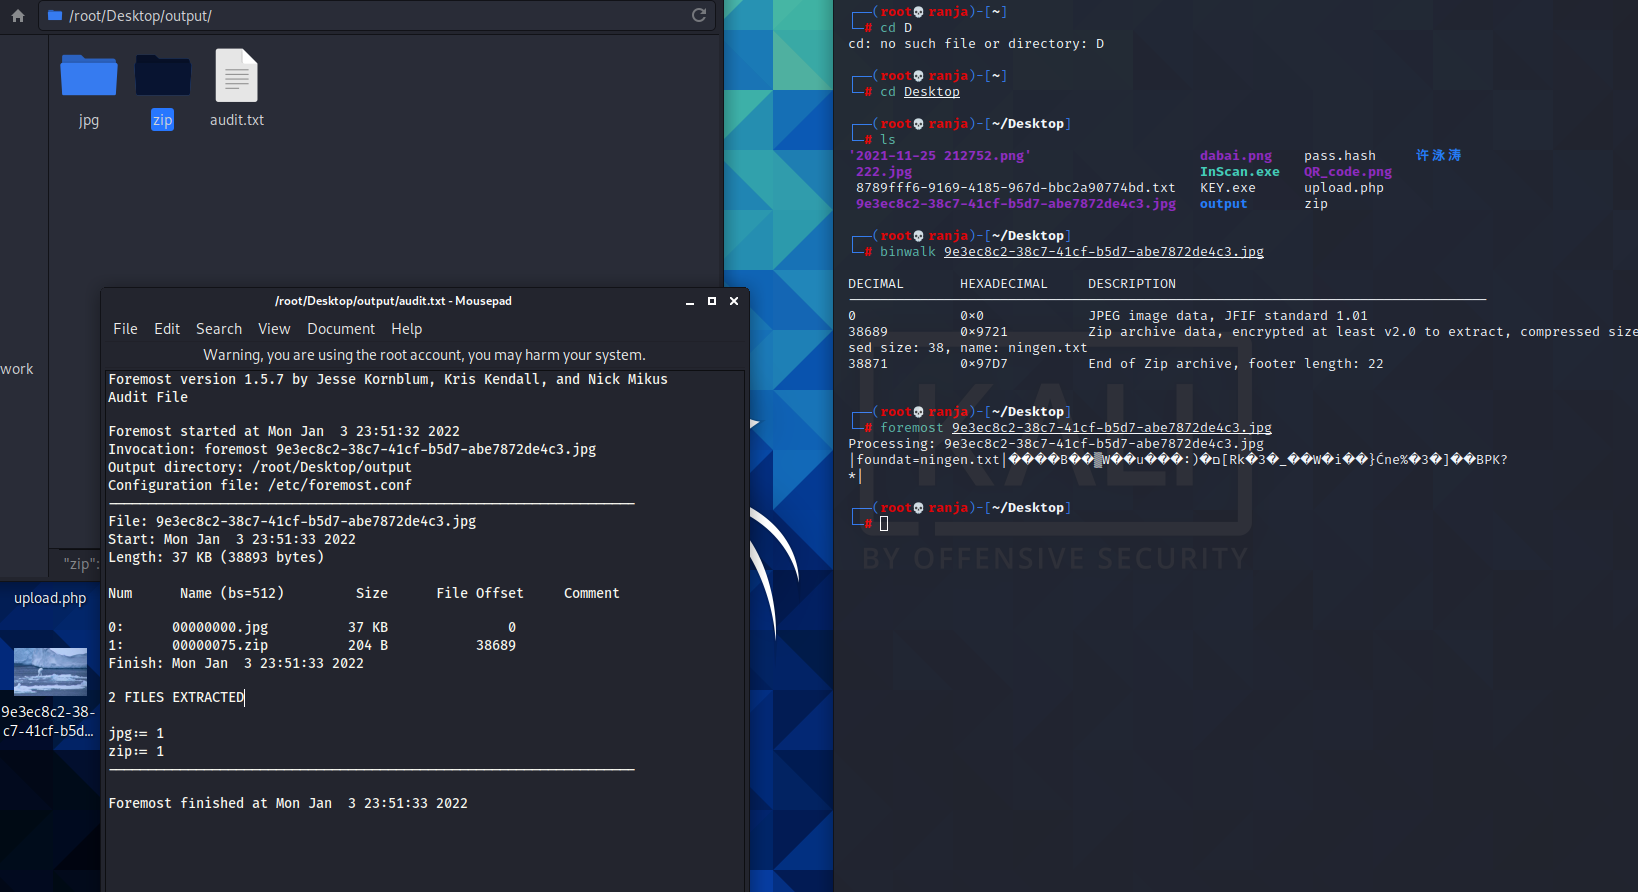 /root/Desktop/output/
jpg
zip
audit.txt
work
"zip":
upload.php
9e3ec8c2-38-
c7-41cf-b5d...
/root/Desktop/output/audit.txt - Mousepad
File Edit Search View Document Help
Warning, you are using the root account, you may harm your system.
Foremost version 1.5.7 by Jesse Kornblum, Kris Kendall, and Nick Mikus
Audit File
Foremost started at Mon Jan  3 23:51:32 2022
Invocation: foremost 9e3ec8c2-38c7-41cf-b5d7-abe7872de4c3.jpg
Output directory: /root/Desktop/output
Configuration file: /etc/foremost.conf
File: 9e3ec8c2-38c7-41cf-b5d7-abe7872de4c3.jpg
Start: Mon Jan  3 23:51:33 2022
Length: 37 KB (38893 bytes)
Num Name (bs=512) Size File Offset Comment
0: 00000000.jpg 37 KB 0
1: 00000075.zip 204 B 38689
Finish: Mon Jan  3 23:51:33 2022
2 FILES EXTRACTED
jpg:= 1
zip:= 1
Foremost finished at Mon Jan  3 23:51:33 2022
(root💀ranja)-[~]
# cd D
cd: no such file or directory: D
(root💀ranja)-[~]
# cd Desktop
(root💀ranja)-[~/Desktop]
# ls
'2021-11-25 212752.png' dabai.png pass.hash 许泳涛
222.jpg InScan.exe QR_code.png
8789fff6-9169-4185-967d-bbc2a90774bd.txt KEY.exe upload.php
9e3ec8c2-38c7-41cf-b5d7-abe7872de4c3.jpg output zip
(root💀ranja)-[~/Desktop]
# binwalk 9e3ec8c2-38c7-41cf-b5d7-abe7872de4c3.jpg
DECIMAL HEXADECIMAL DESCRIPTION
0 0×0 JPEG image data, JFIF standard 1.01
38689 0×9721 Zip archive data, encrypted at least v2.0 to extract, compressed size
sed size: 38, name: ningen.txt
38871 0×97D7 End of Zip archive, footer length: 22
(root💀ranja)-[~/Desktop]
# foremost 9e3ec8c2-38c7-41cf-b5d7-abe7872de4c3.jpg
Processing: 9e3ec8c2-38c7-41cf-b5d7-abe7872de4c3.jpg
|foundat=ningen.txt|����B��▒W��u���:)�מ[Rk�3�_��W�i��}Ćne%�3�]��BPK?
*|
(root💀ranja)-[~/Desktop]
#
KALI
BY OFFENSIVE SECURITY